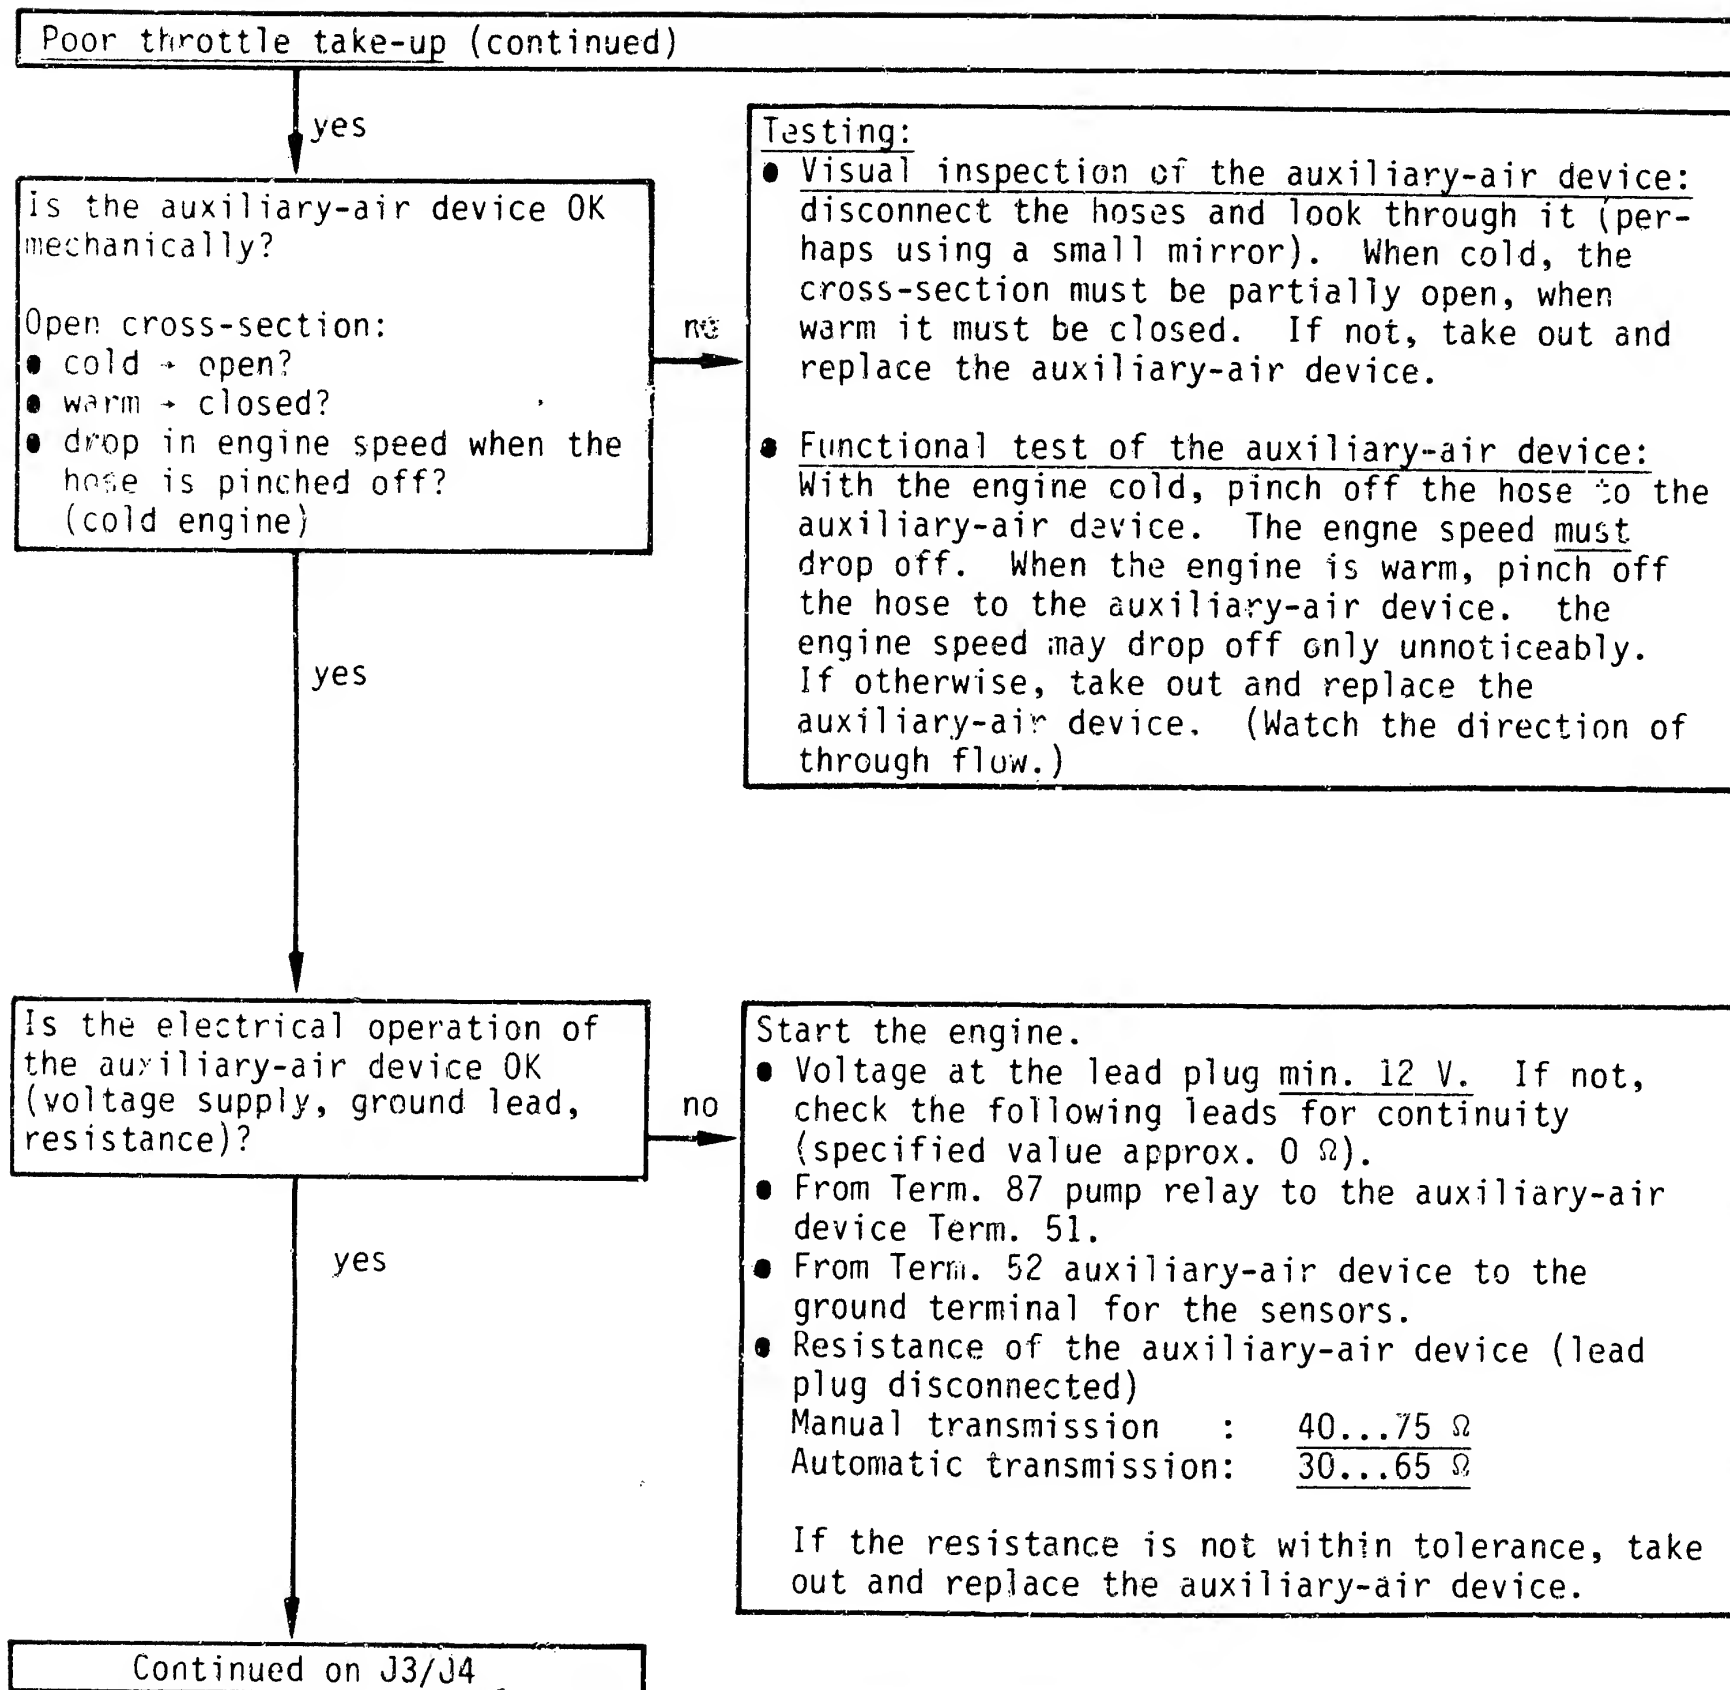 Poor throttle take-up (continued)
yes
Is the auxiliary-air device OK
mechanically?
Open cross-section:
● cold → open?
● warm → closed?
● drop in engine speed when the
hose is pinched off?
(cold engine)
no
Testing:
● Visual inspection of the auxiliary-air device:
disconnect the hoses and look through it (per-
haps using a small mirror). When cold, the
cross-section must be partially open, when
warm it must be closed. If not, take out and
replace the auxiliary-air device.
● Functional test of the auxiliary-air device:
With the engine cold, pinch off the hose to the
auxiliary-air device. The engne speed must
drop off. When the engine is warm, pinch off
the hose to the auxiliary-air device. the
engine speed may drop off only unnoticeably.
If otherwise, take out and replace the
auxiliary-air device. (Watch the direction of
through flow.)
yes
Is the electrical operation of
the auxiliary-air device OK
(voltage supply, ground lead,
resistance)?
no
Start the engine.
● Voltage at the lead plug min. 12 V. If not,
check the following leads for continuity
(specified value approx. 0 Ω).
● From Term. 87 pump relay to the auxiliary-air
device Term. 51.
● From Term. 52 auxiliary-air device to the
ground terminal for the sensors.
● Resistance of the auxiliary-air device (lead
plug disconnected)
Manual transmission : 40...75 Ω
Automatic transmission: 30...65 Ω
If the resistance is not within tolerance, take
out and replace the auxiliary-air device.
yes
Continued on J3/J4